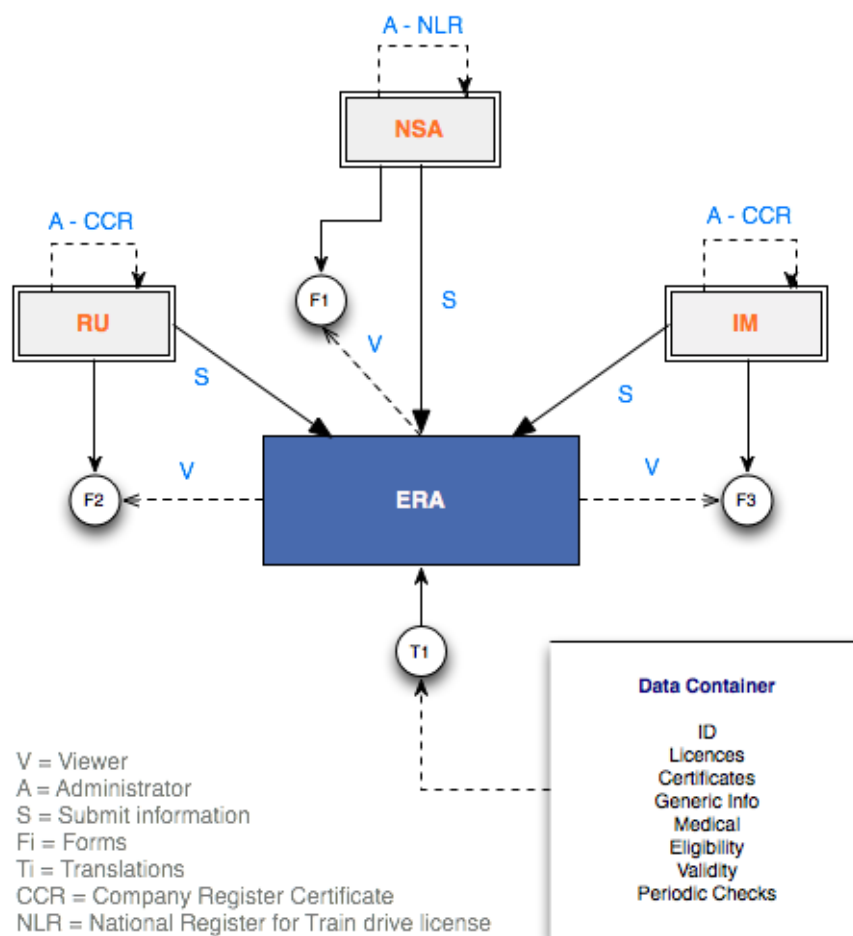 A - NLR
NSA
A - CCR
A - CCR
F1
S
RU
V
IM
S
S
V
V
F2
ERA
F3
T1
Data Container
ID
Licences
Certificates
Generic Info
Medical
Eligibility
Validity
Periodic Checks
V = Viewer
A = Administrator
S = Submit information
Fi = Forms
Ti = Translations
CCR = Company Register Certificate
NLR = National Register for Train drive license